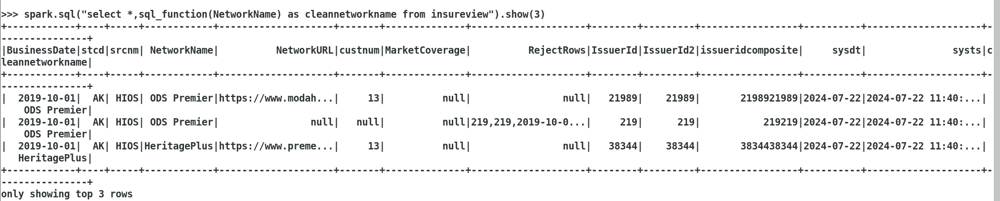 >>> spark.sql("select *,sql_function(NetworkName) as cleannetworkname from insureview").show(3)
+------------+----+-----+------------+--------------------+-------+--------------+--------------------+--------+---------+-----------------+----------+--------------------+-
---------------+
|BusinessDate|stcd|srcnm| NetworkName|          NetworkURL|custnum|MarketCoverage|          RejectRows|IssuerId|IssuerId2|issueridcomposite|     sysdt|               systs|c
leannetworkname|
+------------+----+-----+------------+--------------------+-------+--------------+--------------------+--------+---------+-----------------+----------+--------------------+-
---------------+
|  2019-10-01|  AK| HIOS| ODS Premier|https://www.modah...|     13|          null|                null|   21989|    21989|       2198921989|2024-07-22|2024-07-22 11:40:...|
    ODS Premier|
|  2019-10-01|  AK| HIOS| ODS Premier|                null|   null|          null|219,219,2019-10-0...|     219|      219|           219219|2024-07-22|2024-07-22 11:40:...|
    ODS Premier|
|  2019-10-01|  AK| HIOS|HeritagePlus|https://www.preme...|     13|          null|                null|   38344|    38344|       3834438344|2024-07-22|2024-07-22 11:40:...|
   HeritagePlus|
+------------+----+-----+------------+--------------------+-------+--------------+--------------------+--------+---------+-----------------+----------+--------------------+-
---------------+
only showing top 3 rows